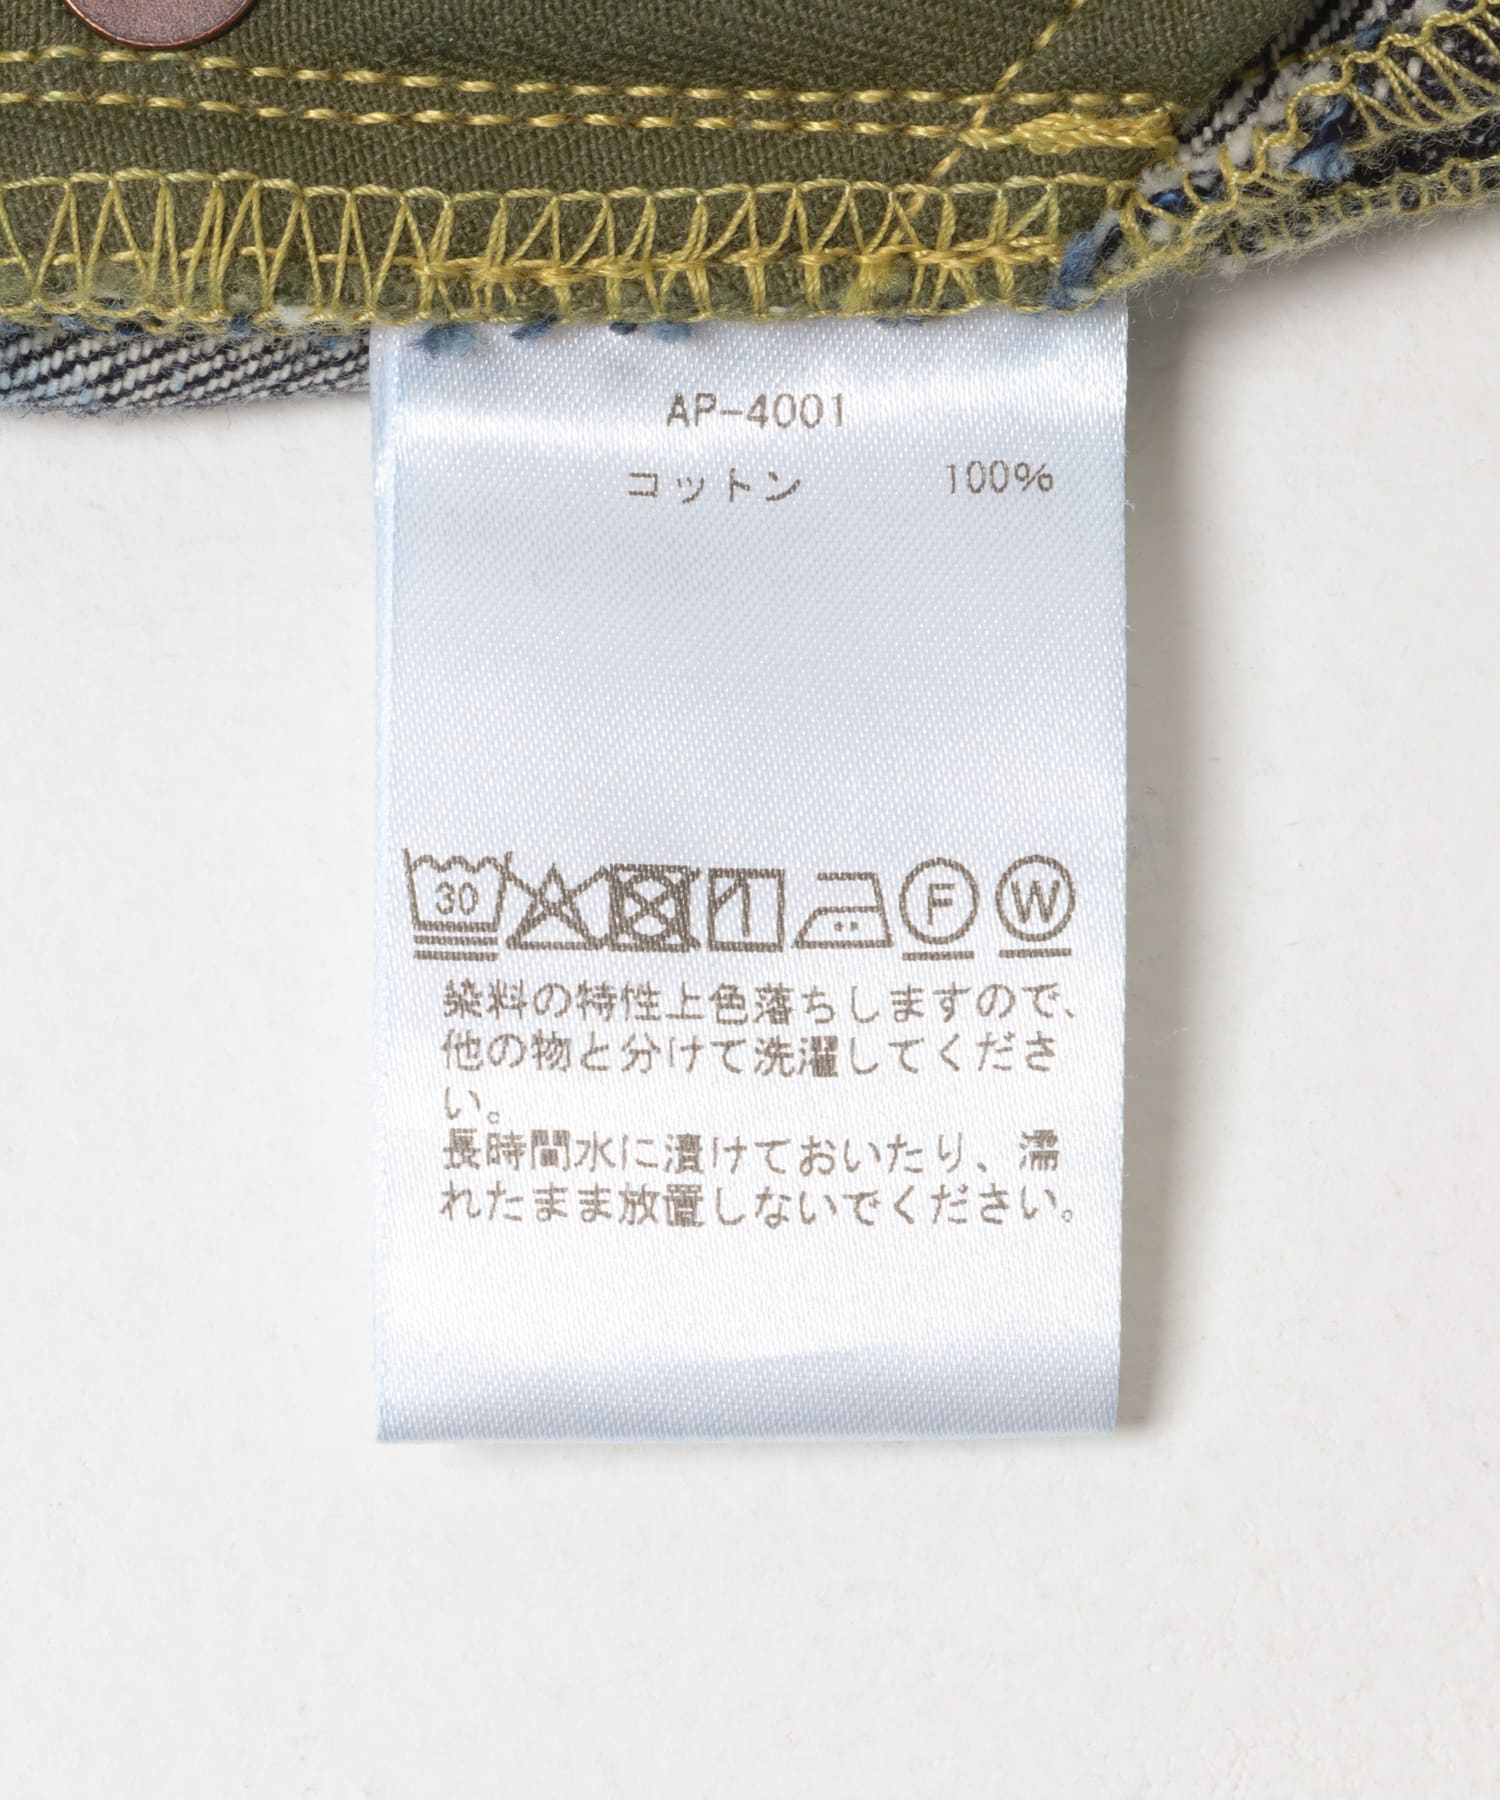 AP-4001
コットン 100%
30 F W
染料の特性上色落ちしますので、
他の物と分けて洗濯してくださ
い。
長時間水に漬けておいたり、濡
れたまま放置しないでください。